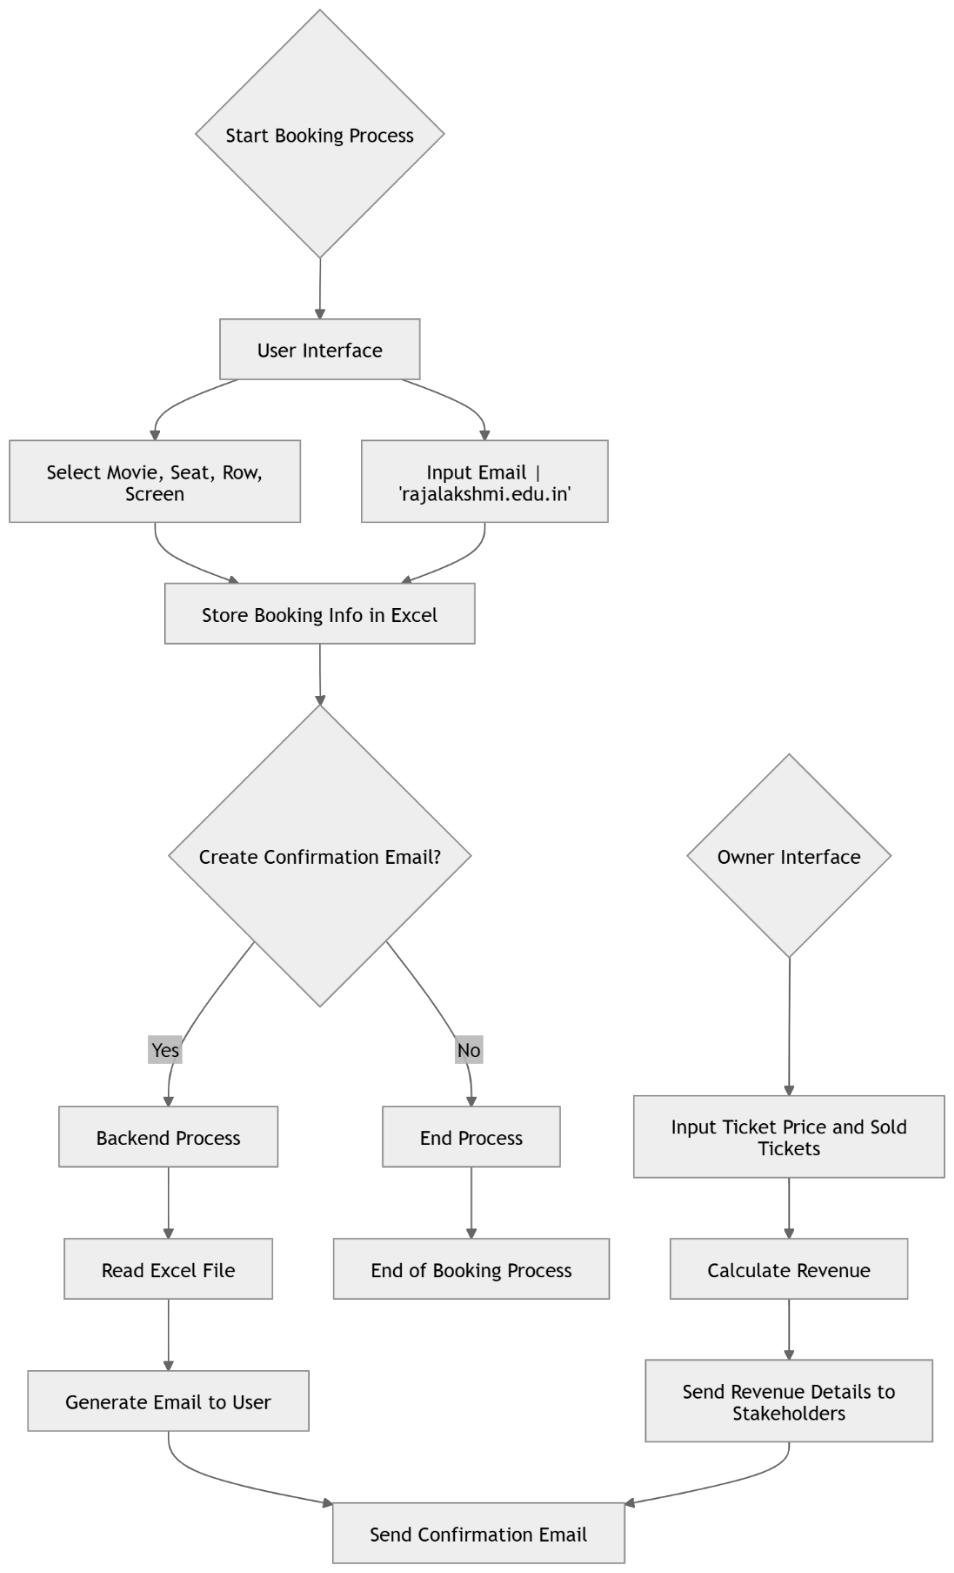 Start Booking Process
User Interface
Select Movie, Seat, Row,
Screen
Input Email |
'rajalakshmi.edu.in'
Store Booking Info in Excel
Create Confirmation Email?
Owner Interface
Yes
No
Backend Process
End Process
Input Ticket Price and Sold
Tickets
Read Excel File
End of Booking Process
Calculate Revenue
Generate Email to User
Send Revenue Details to
Stakeholders
Send Confirmation Email